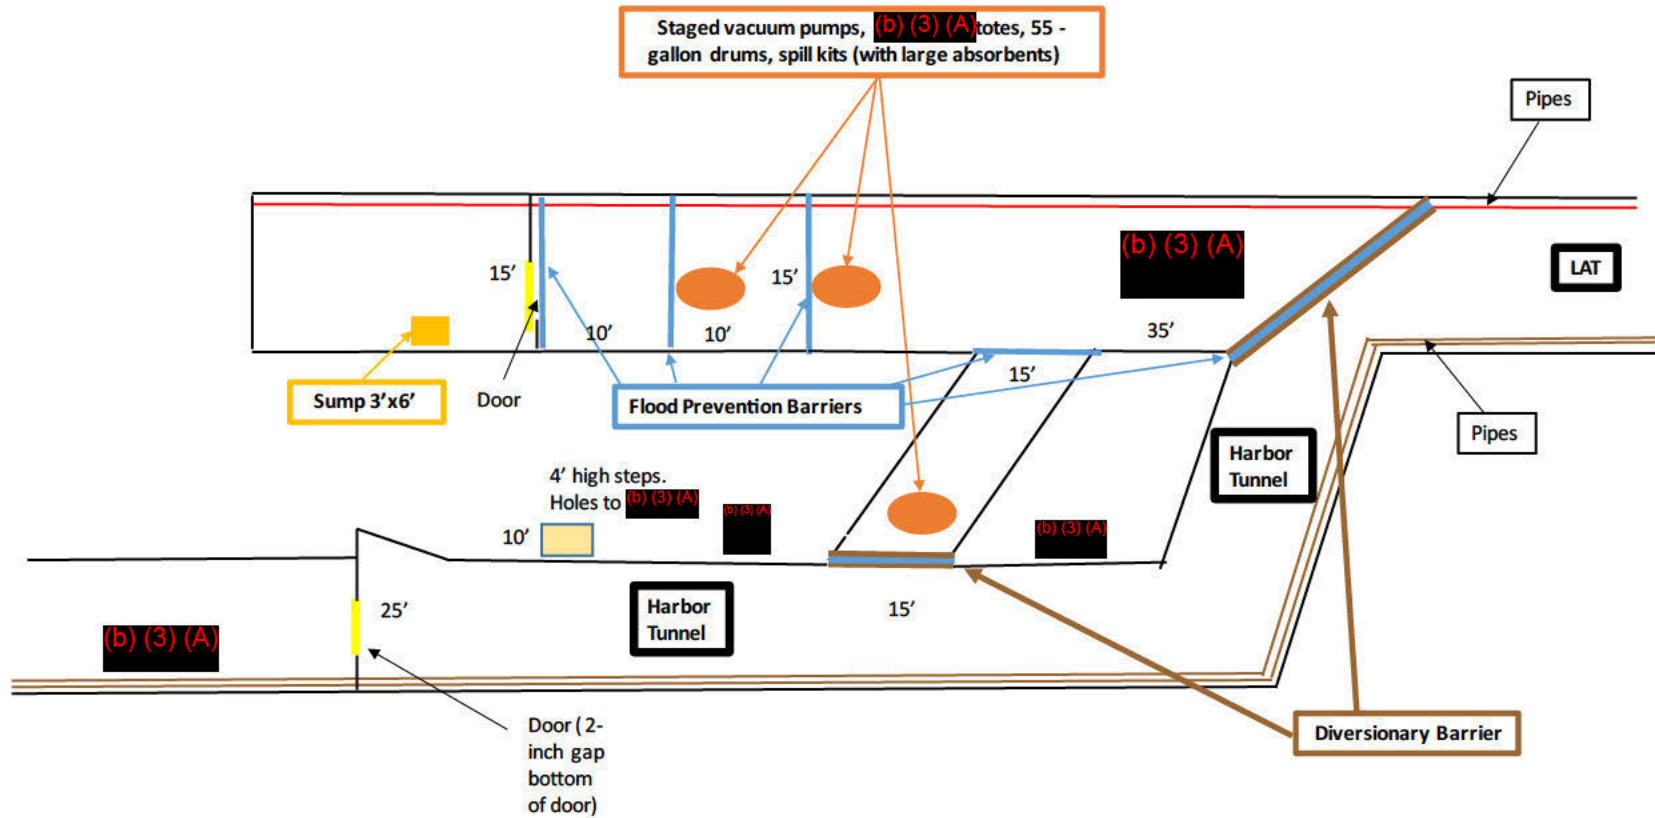 Staged vacuum pumps, (b) (3) (A) totes, 55 -
gallon drums, spill kits (with large absorbents)
Pipes
(b) (3) (A)
LAT
15’
15’
10’
10’
35’
Sump 3’x6’
Door
Flood Prevention Barriers
15’
Pipes
Harbor
Tunnel
4’ high steps.
Holes to (b) (3) (A)
(b) (3) (A)
(b) (3) (A)
10’
25’
Harbor
Tunnel
15’
(b) (3) (A)
Door ( 2-
inch gap
bottom
of door)
Diversionary Barrier